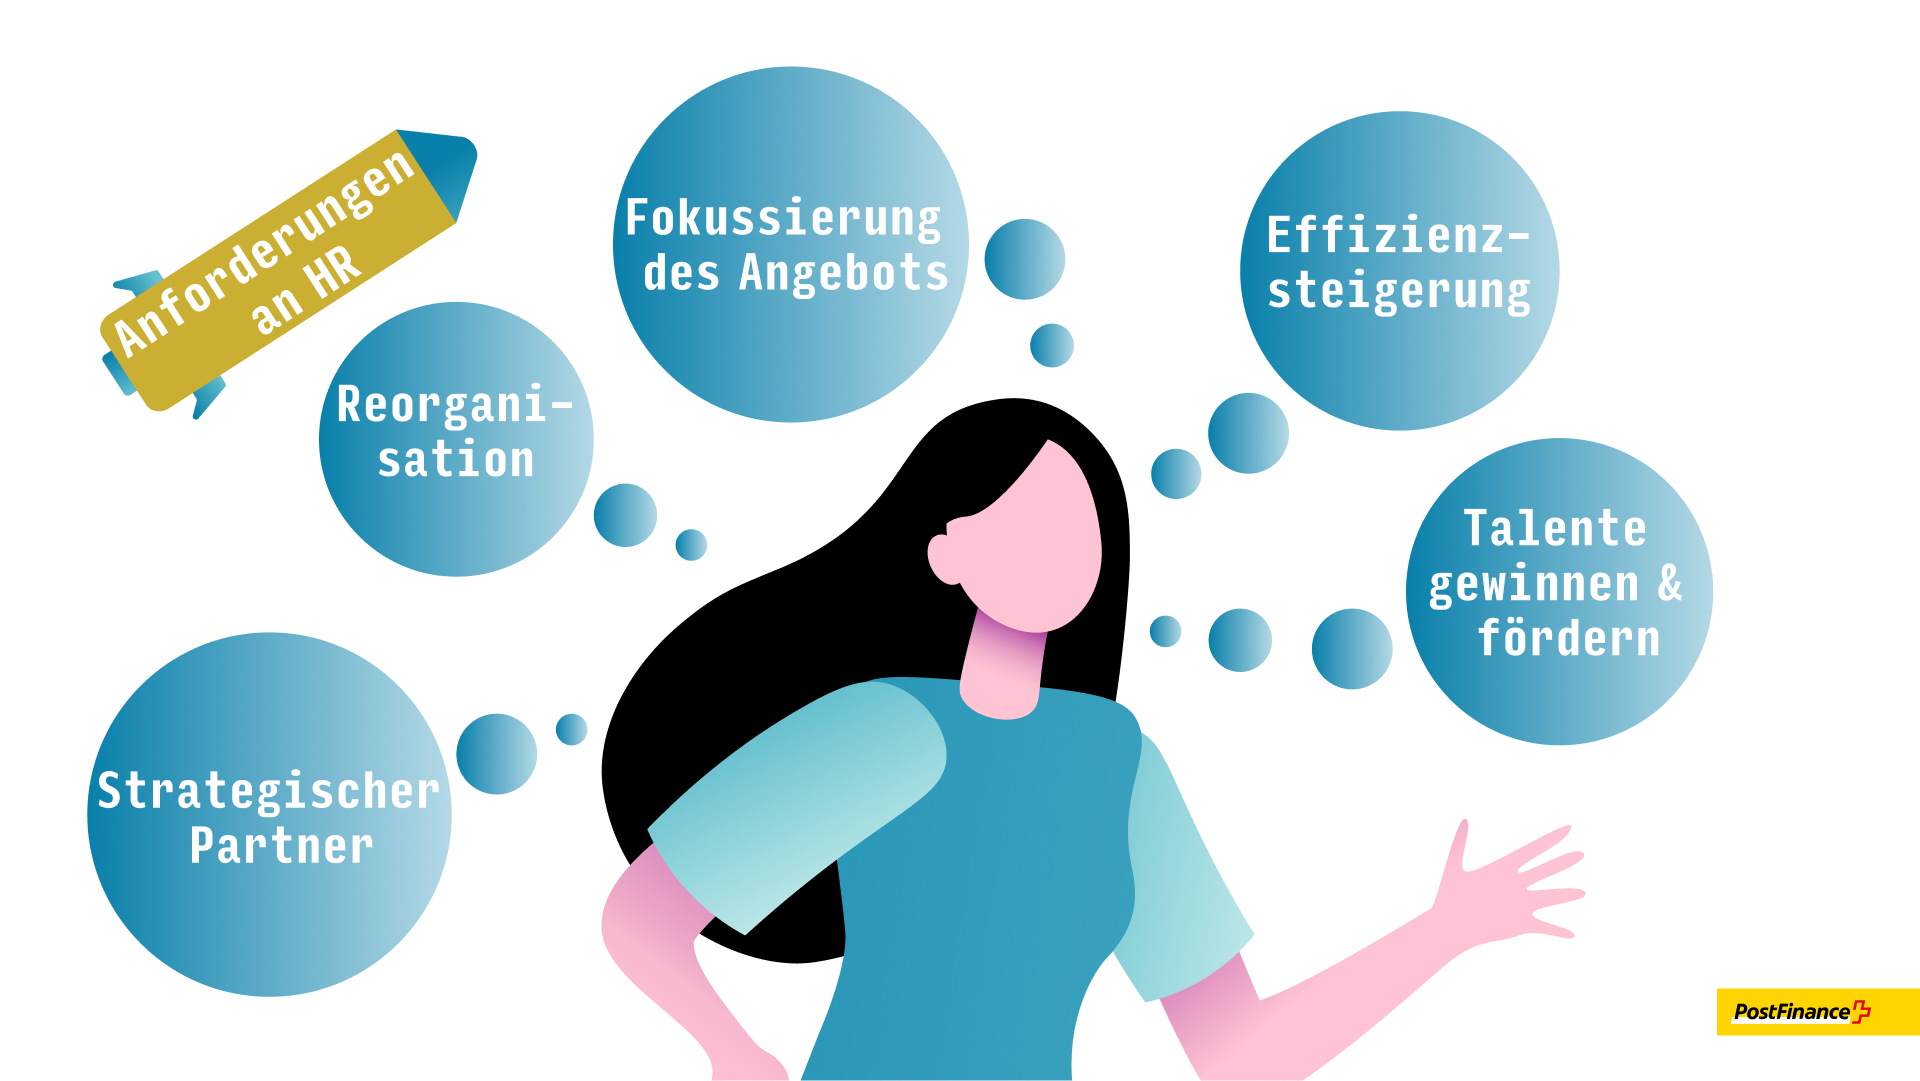 Anforderungen
an HR
Fokussierung
des Angebots
Effizienz-
steigerung
Reorgani-
sation
Talente
gewinnen &
fördern
Strategischer
Partner
PostFinance